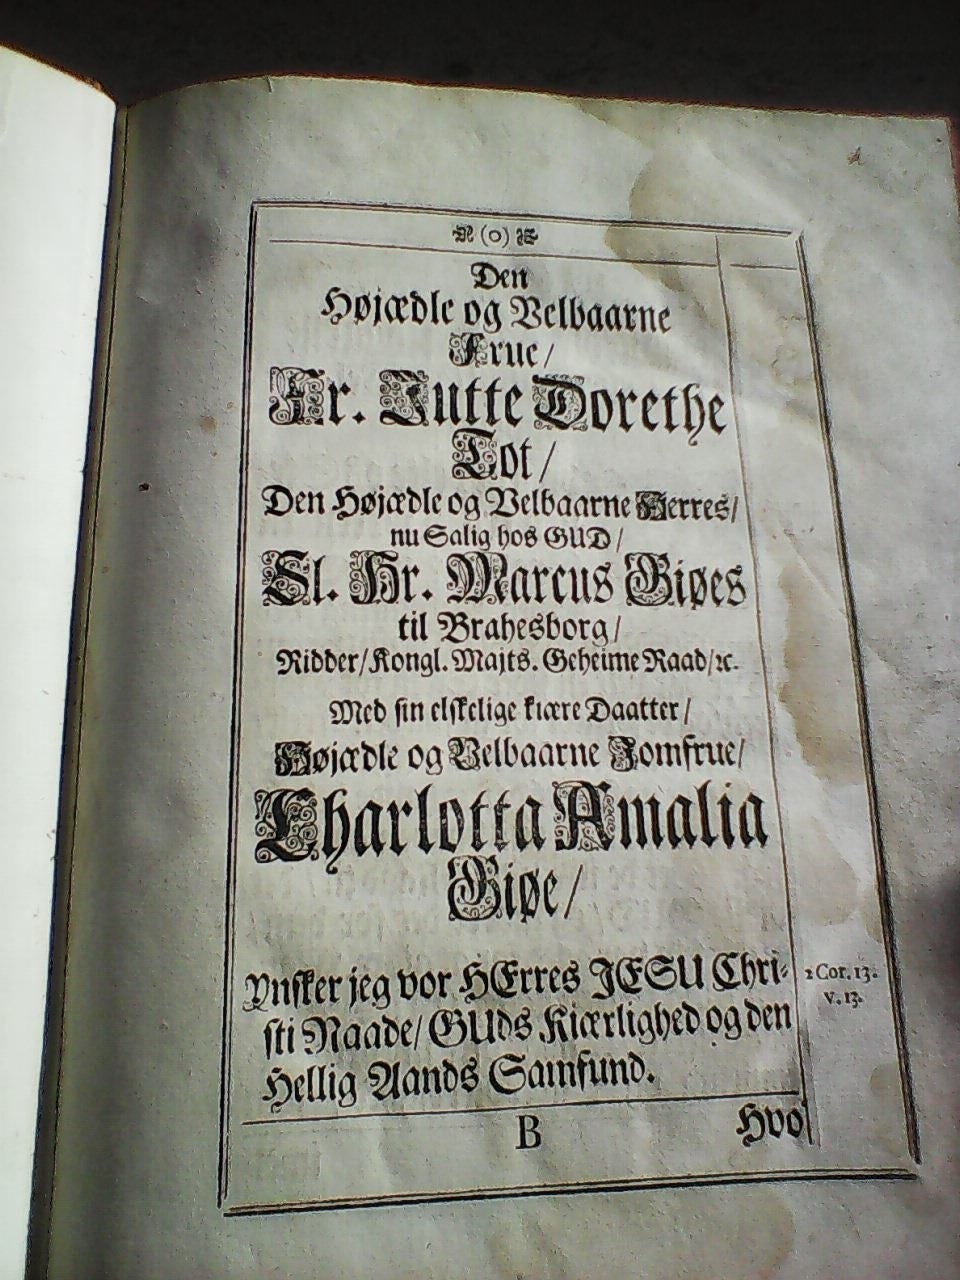 (o)
Den
Højædle og Velbaarne
Frue/
Fr. Jutte Dorethe
Tot/
Den Højædle og Velbaarne Herres/
nu Salig hos GUD/
Sl. Hr. Marcus Giøes
til Brahesborg/
Ridder/Kongl. Majts. Geheime Raad/ꝛc.
Med sin elskelige kiære Daatter/
Højædle og Velbaarne Jomfrue/
Charlotta Amalia
Giøe/
Ynsker jeg vor HErres JESU Chri-
sti Naade/ GUds Kiærlighed og den
Hellig Aands Samfund.
2 Cor. 13.
v. 13.
B
Hvo